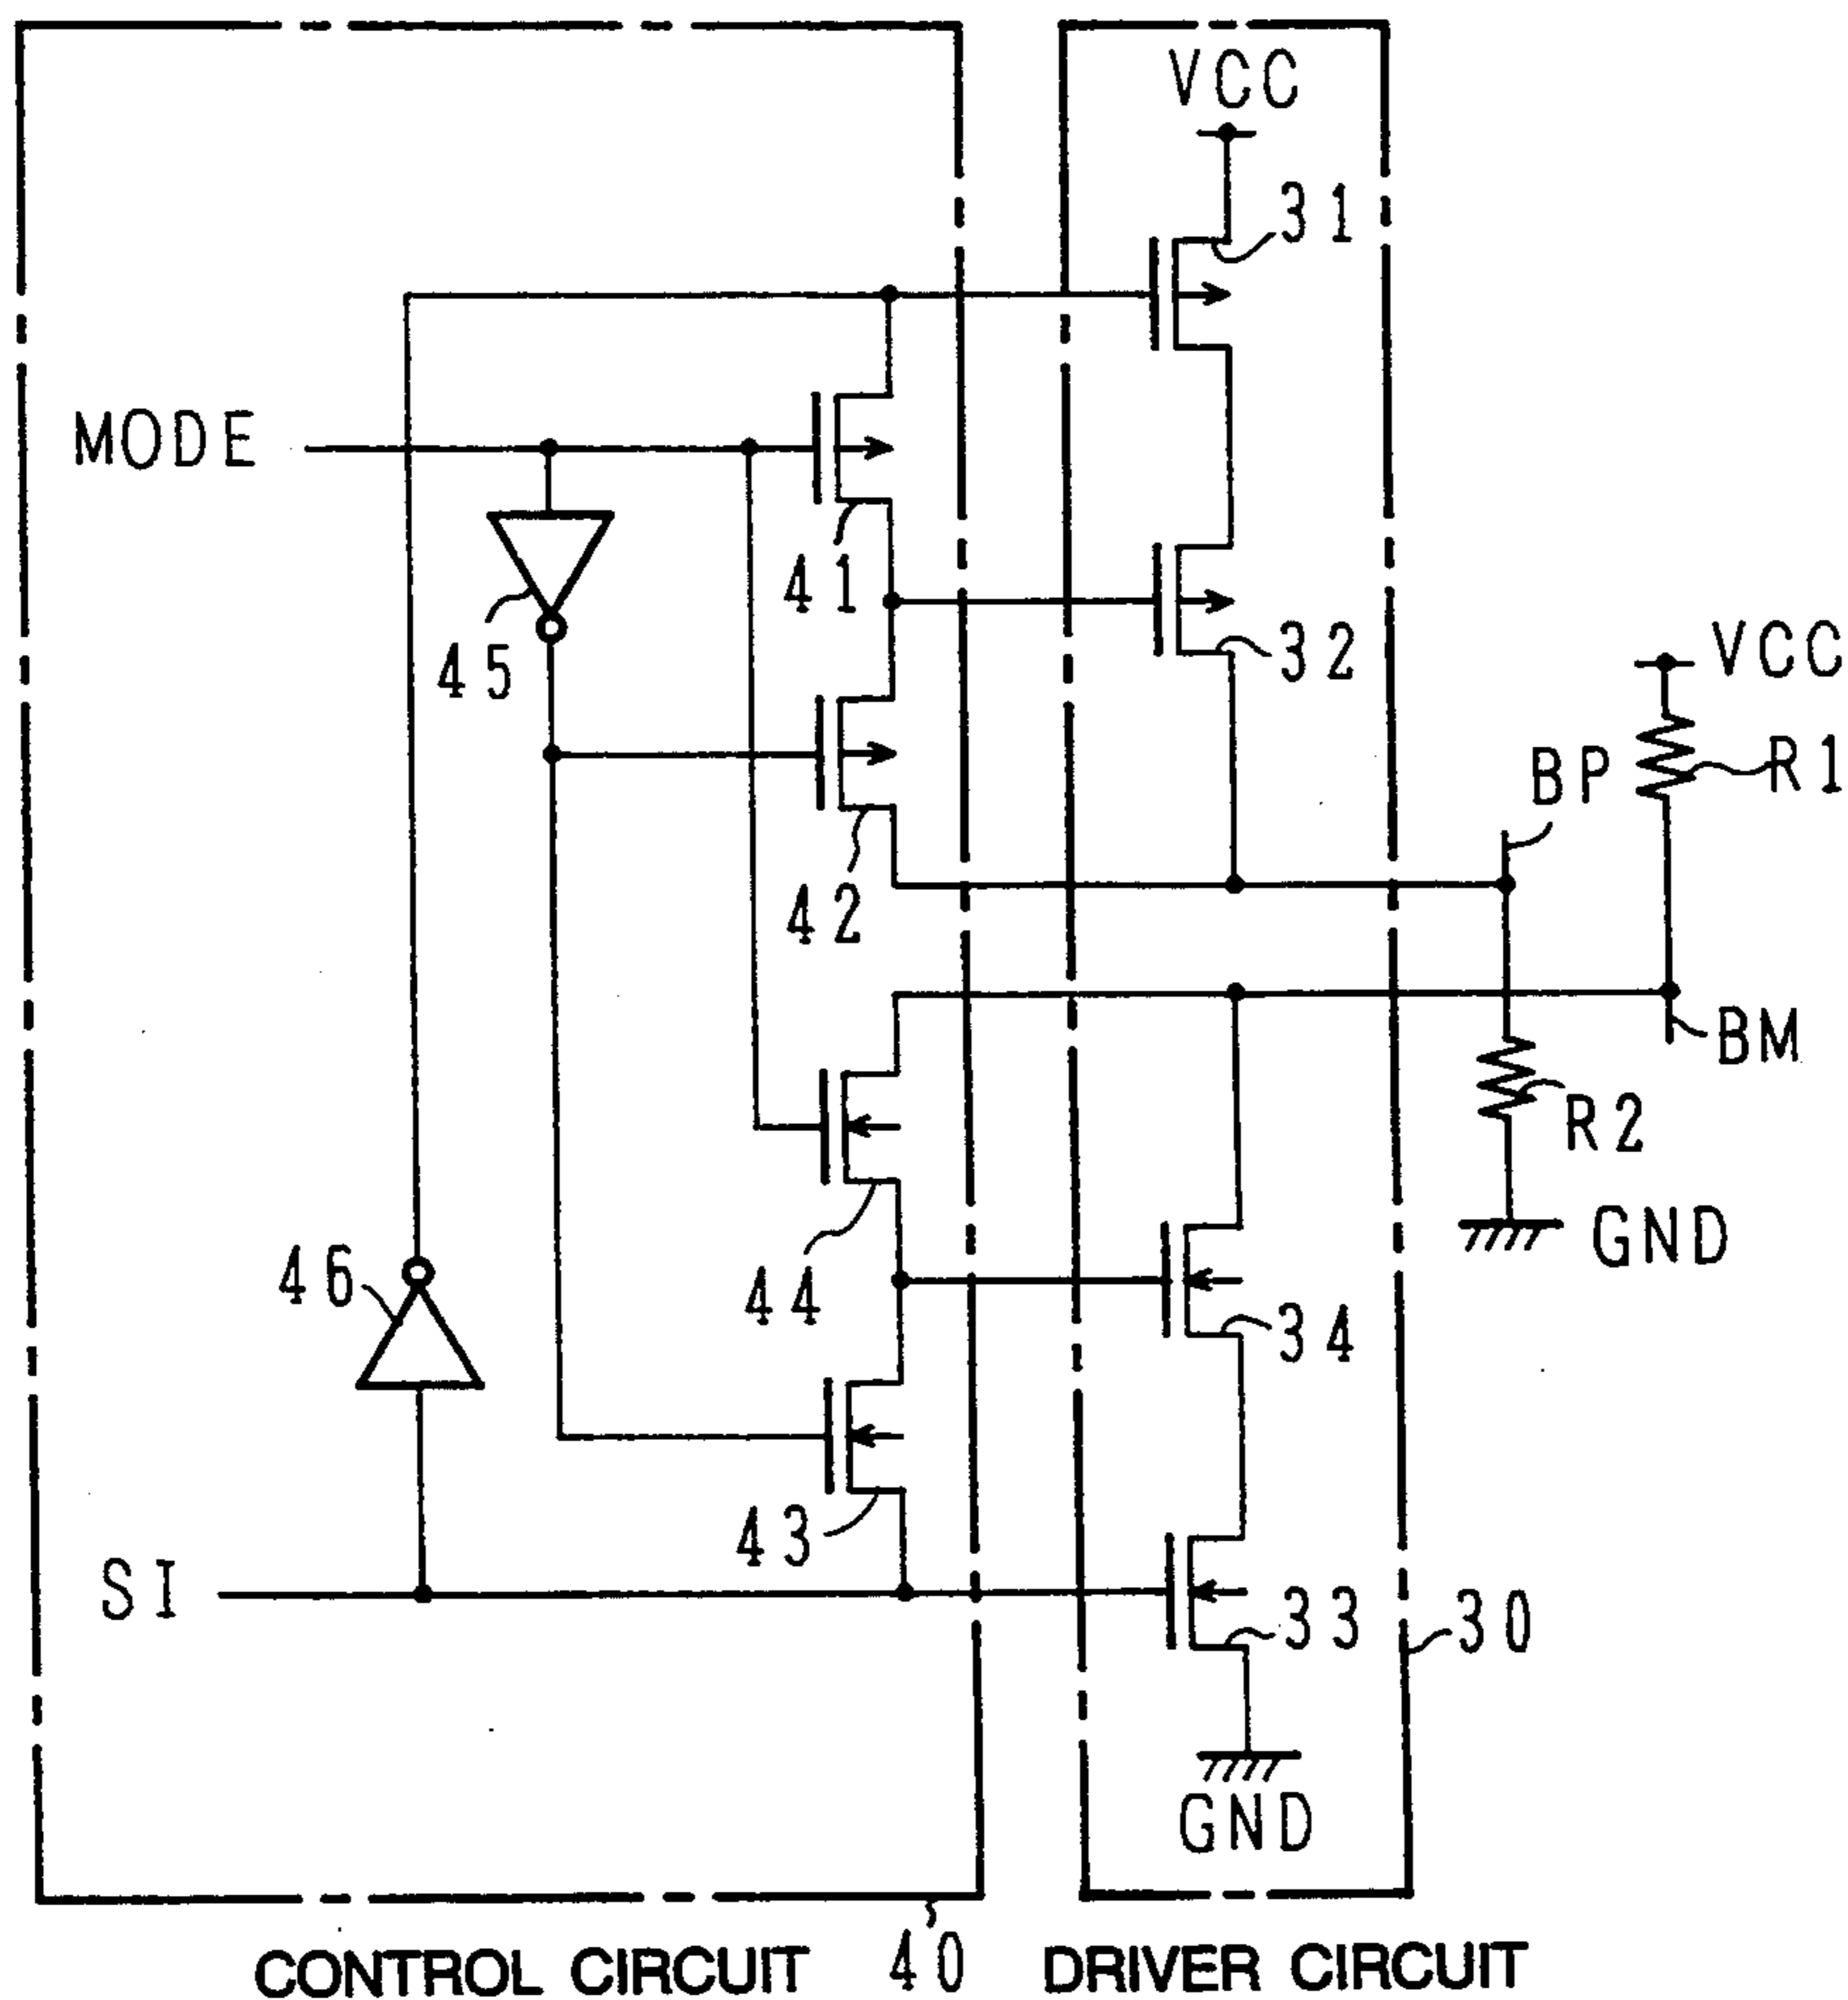 VCC
31
MODE
41
45
32
VCC
BP
R1
42
BM
R2
GND
46
44
34
43
SI
33
30
GND
CONTROL CIRCUIT
40
DRIVER CIRCUIT